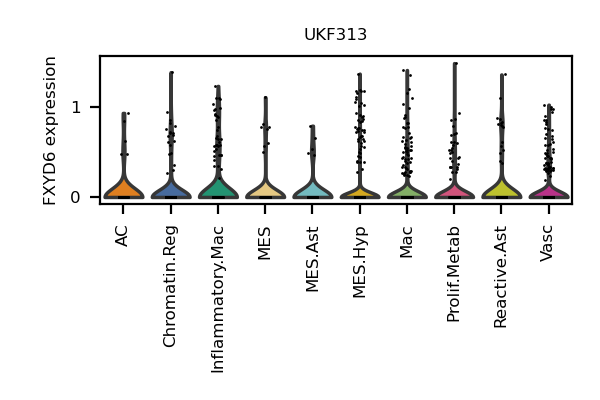 UKF313
FXYD6 expression
1
0
AC
Chromatin.Reg
Inflammatory.Mac
MES
MES.Ast
MES.Hyp
Mac
Prolif.Metab
Reactive.Ast
Vasc